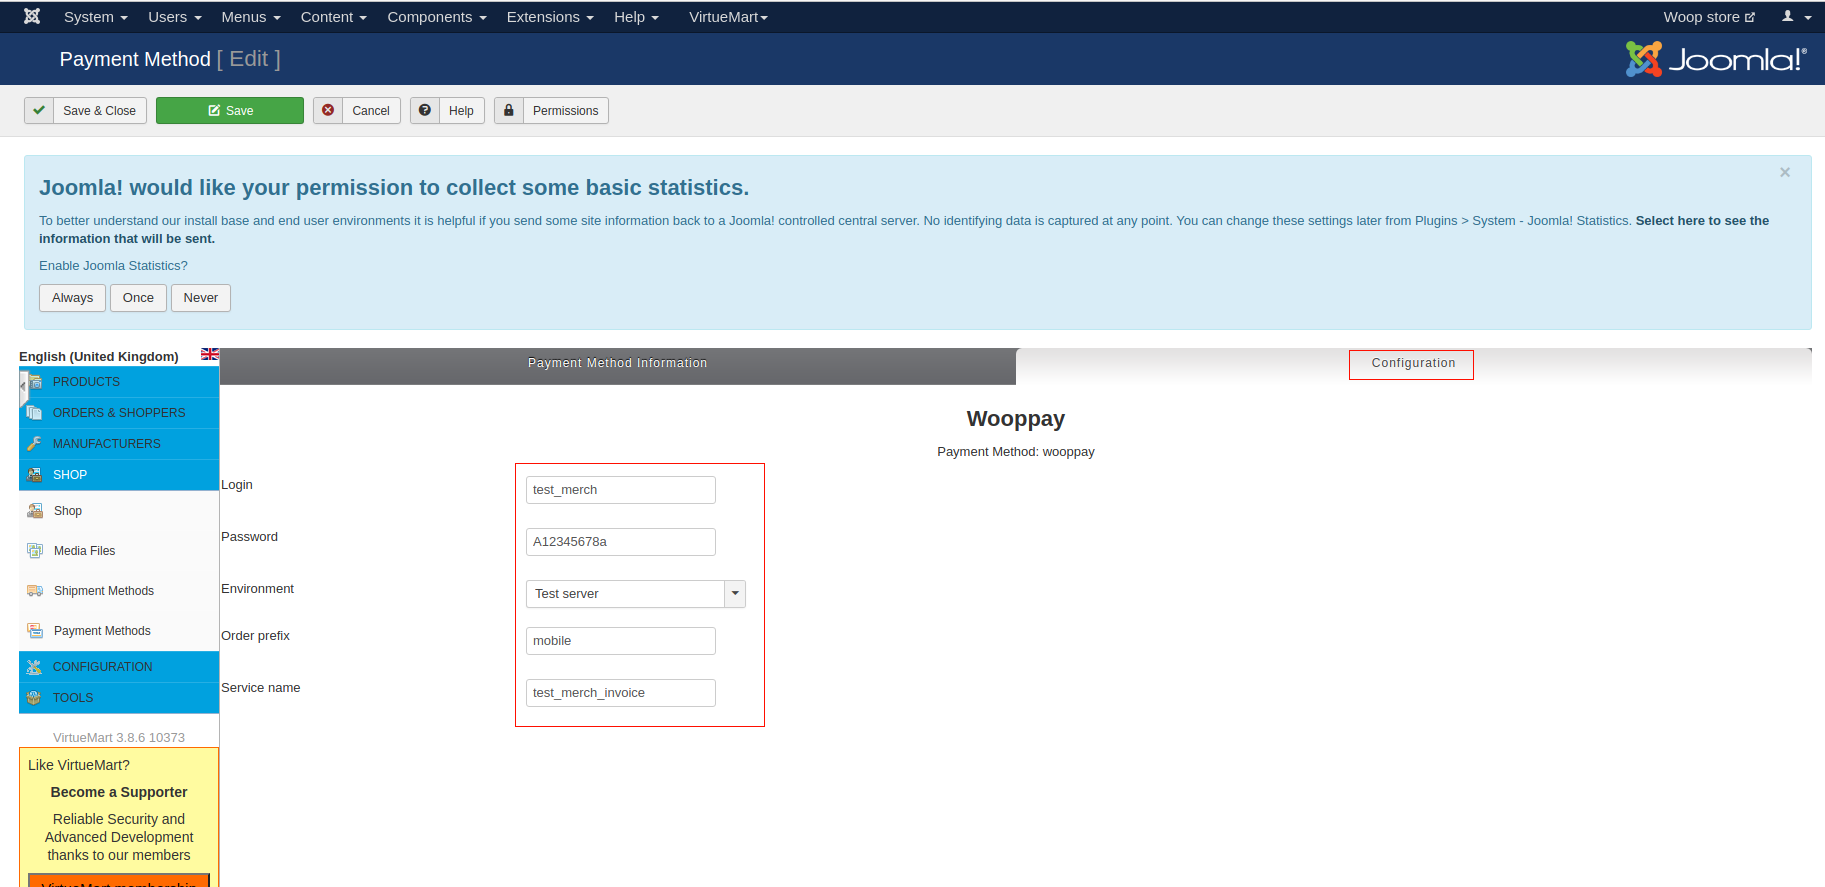 System Users Menus Content Components Extensions Help VirtueMart Woop store
Payment Method [ Edit ]
Joomla!®
Save & Close Save Cancel Help Permissions
Joomla! would like your permission to collect some basic statistics.
To better understand our install base and end user environments it is helpful if you send some site information back to a Joomla! controlled central server. No identifying data is captured at any point. You can change these settings later from Plugins > System - Joomla! Statistics. Select here to see the
information that will be sent.
Enable Joomla Statistics?
Always Once Never
English (United Kingdom)
PRODUCTS
ORDERS & SHOPPERS
MANUFACTURERS
SHOP
Shop
Media Files
Shipment Methods
Payment Methods
CONFIGURATION
TOOLS
VirtueMart 3.8.6 10373
Like VirtueMart?
Become a Supporter
Reliable Security and
Advanced Development
thanks to our members
VirtueMart membership
Payment Method Information Configuration
Wooppay
Payment Method: wooppay
Login test_merch
Password A12345678a
Environment Test server
Order prefix mobile
Service name test_merch_invoice